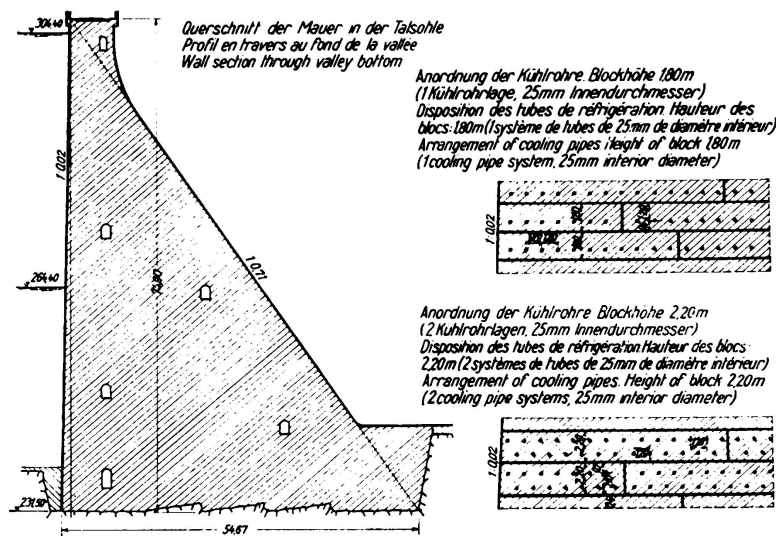 304,40
Querschnitt der Mauer in der Talsohle
Profil en travers au fond de la vallée
Wall section through valley bottom
Anordnung der Kühlrohre. Blockhöhe 1,80m
(1 Kühlrohrlage, 25mm Innendurchmesser)
Disposition des tubes de réfrigération. Hauteur des
blocs: 1,80m (1 système de tubes de 25mm de diamètre intérieur)
Arrangement of cooling pipes Height of block 1,80m
(1 cooling pipe system, 25mm interior diameter)
1:0,02
1:0,02
264,40
1:0,71
Anordnung der Kühlrohre Blockhöhe 2,20m
(2 Kuhlrohrlagen, 25mm Innendurchmesser)
Disposition des tubes de réfrigération. Hauteur des blocs:
2,20m (2 systèmes de tubes de 25mm de diamètre intérieur)
Arrangement of cooling pipes. Height of block 2,20m
(2 cooling pipe systems, 25mm interior diameter)
1:0,02
231,50
54,67